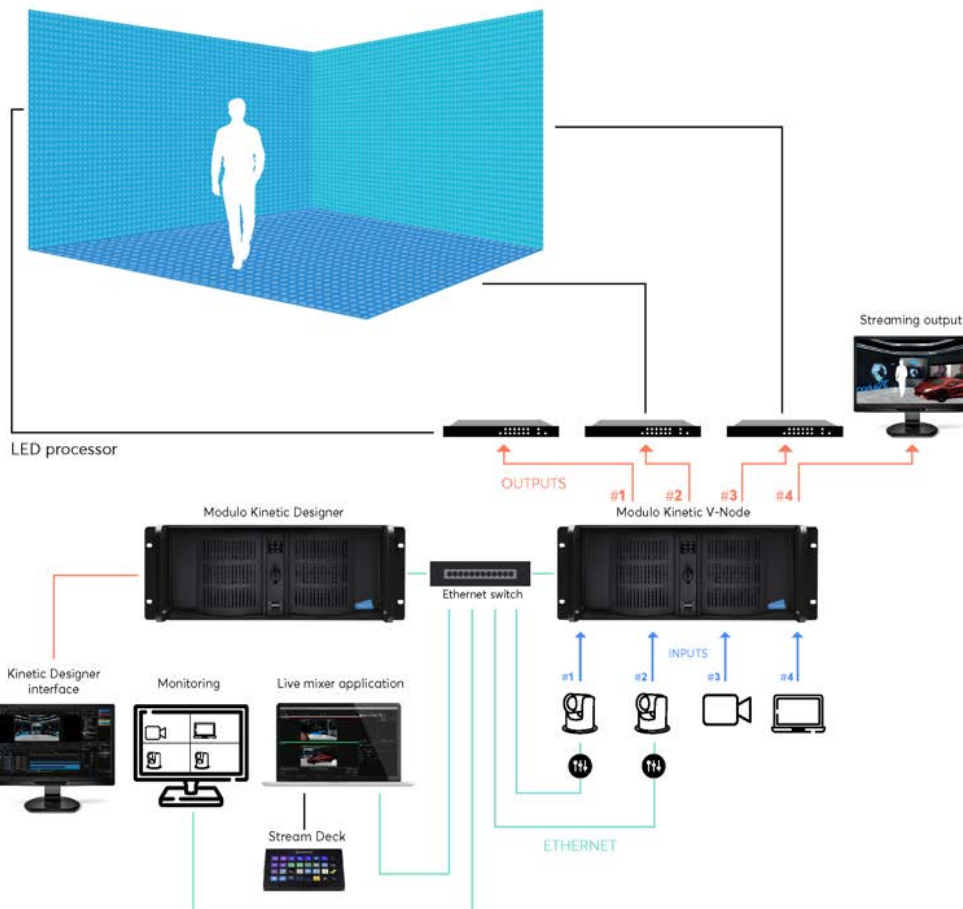 Streaming output
LED processor
OUTPUTS
#1
#2
#3
#4
Modulo Kinetic Designer
Modulo Kinetic V-Node
Ethernet switch
INPUTS
#1
#2
#3
#4
Kinetic Designer
interface
Monitoring
Live mixer application
Stream Deck
ETHERNET